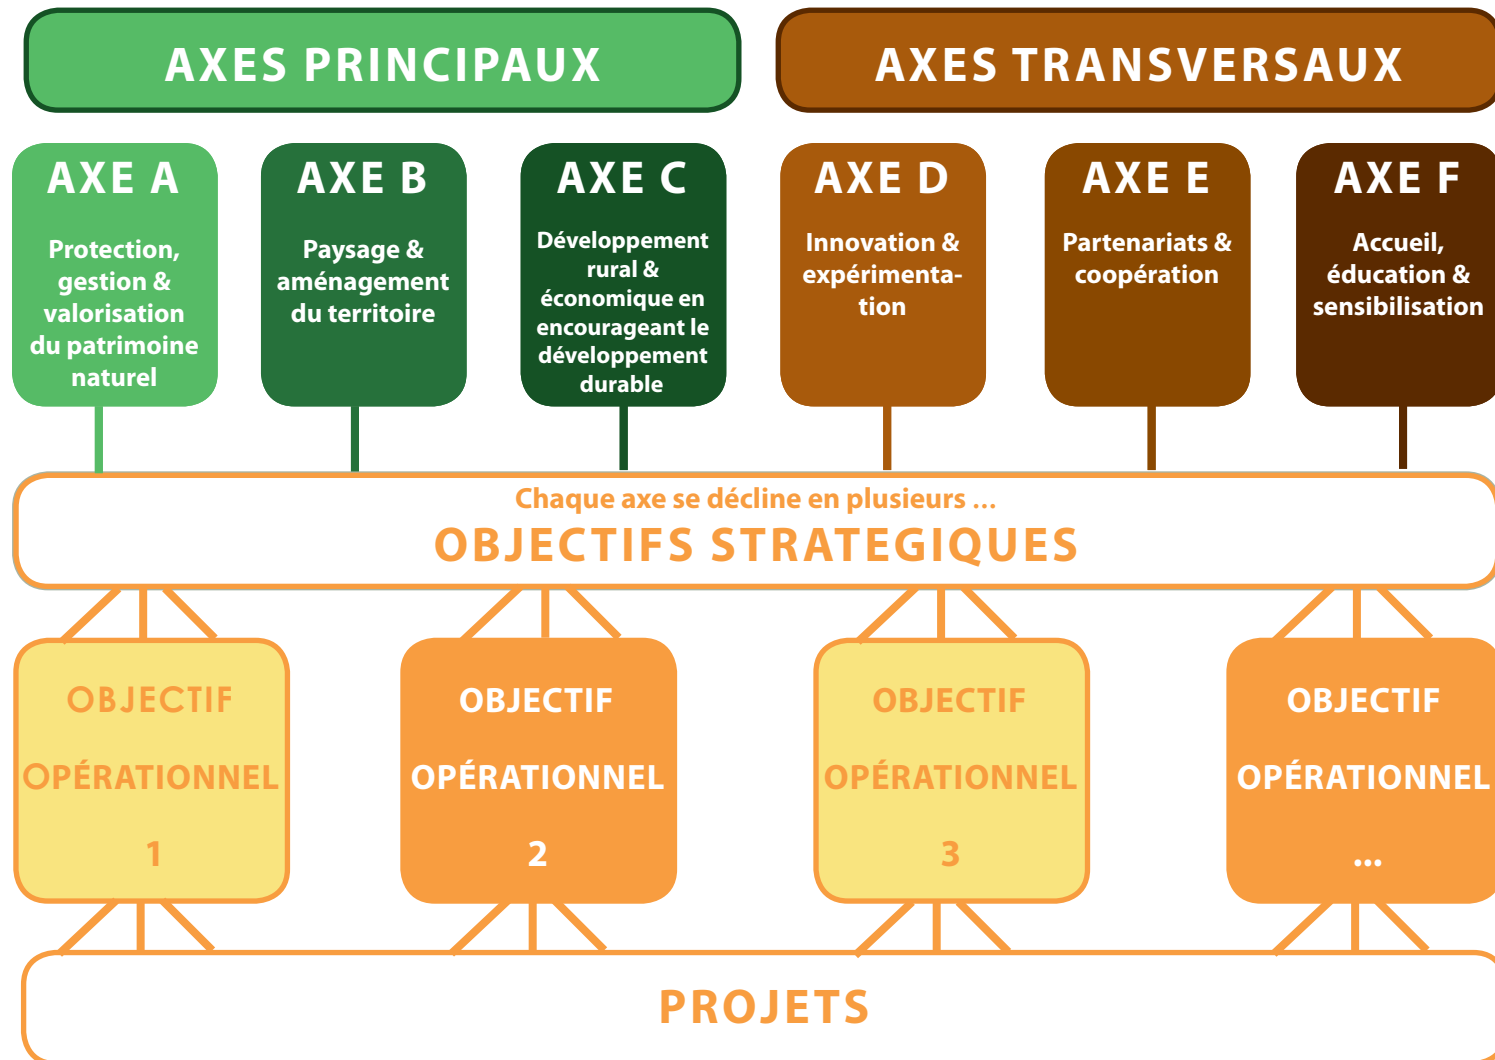 AXES PRINCIPAUX
AXES TRANSVERSAUX
AXE A
Protection,
gestion &
valorisation
du patrimoine
naturel
AXE B
Paysage &
aménagement
du territoire
AXE C
Développement
rural &
économique en
encourageant le
développement
durable
AXE D
Innovation &
expérimenta-
tion
AXE E
Partenariats &
coopération
AXE F
Accueil,
éducation &
sensibilisation
Chaque axe se décline en plusieurs ...
OBJECTIFS STRATEGIQUES
OBJECTIF
OPÉRATIONNEL
1
OBJECTIF
OPÉRATIONNEL
2
OBJECTIF
OPÉRATIONNEL
3
OBJECTIF
OPÉRATIONNEL
...
PROJETS